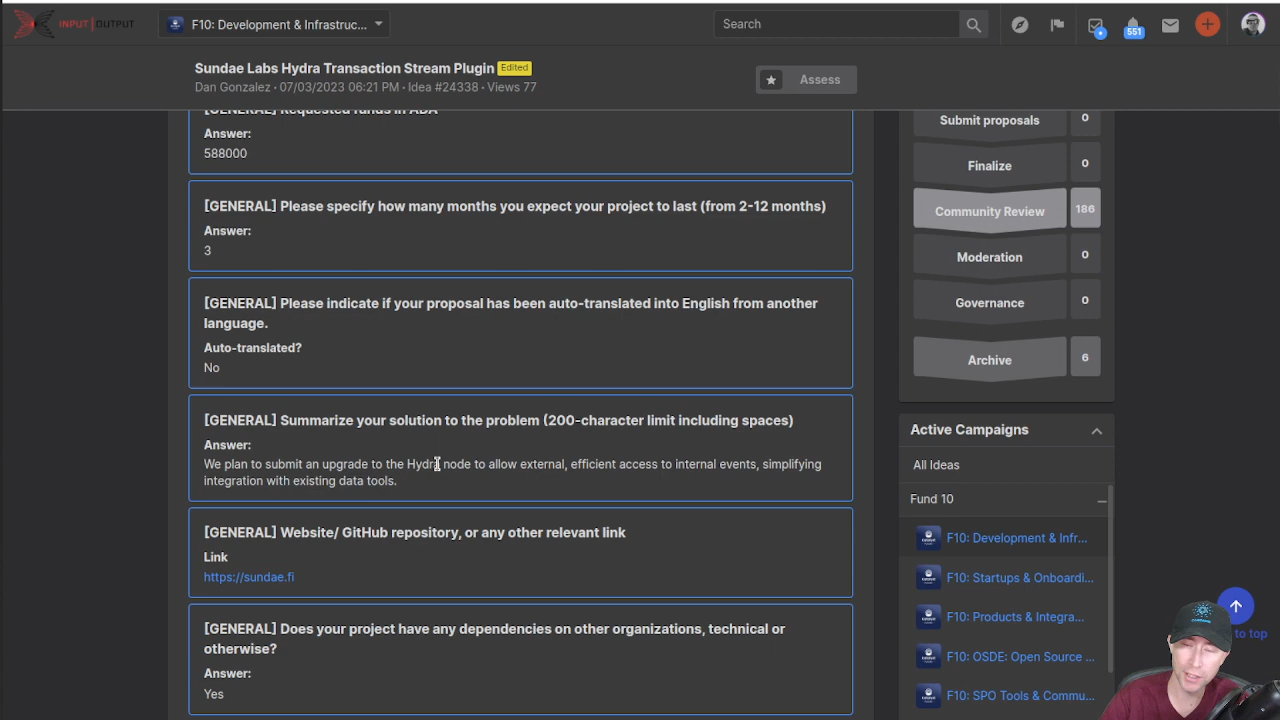 INPUT | OUTPUT
F10: Development & Infrastruc...
Search
551
Sundae Labs Hydra Transaction Stream Plugin Edited
Dan Gonzalez · 07/03/2023 06:21 PM · Idea #24338 · Views 77
Assess
[GENERAL] Requested funds in ADA
Answer:
588000
[GENERAL] Please specify how many months you expect your project to last (from 2-12 months)
Answer:
3
[GENERAL] Please indicate if your proposal has been auto-translated into English from another
language.
Auto-translated?
No
[GENERAL] Summarize your solution to the problem (200-character limit including spaces)
Answer:
We plan to submit an upgrade to the Hydra node to allow external, efficient access to internal events, simplifying
integration with existing data tools.
[GENERAL] Website/ GitHub repository, or any other relevant link
Link
https://sundae.fi
[GENERAL] Does your project have any dependencies on other organizations, technical or
otherwise?
Answer:
Yes
Submit proposals 0
Finalize 0
Community Review 186
Moderation 0
Governance 0
Archive 6
Active Campaigns
All Ideas
Fund 10
F10: Development & Infr...
F10: Startups & Onboardi...
F10: Products & Integra...
F10: OSDE: Open Source ...
F10: SPO Tools & Commu...
to top